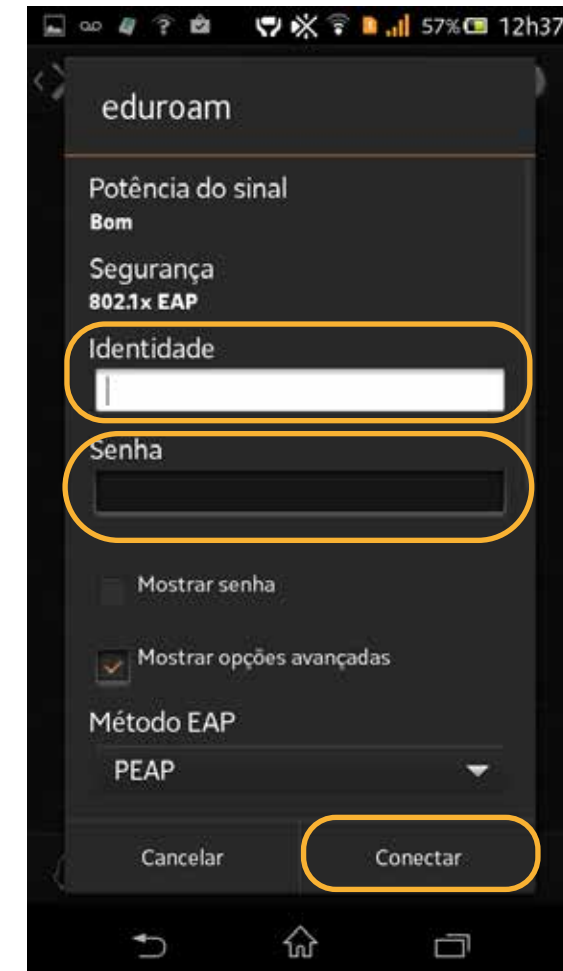 57% 12h37
eduroam
Potência do sinal
Bom
Segurança
802.1x EAP
Identidade
Senha
Mostrar senha
Mostrar opções avançadas
Método EAP
PEAP
Cancelar Conectar